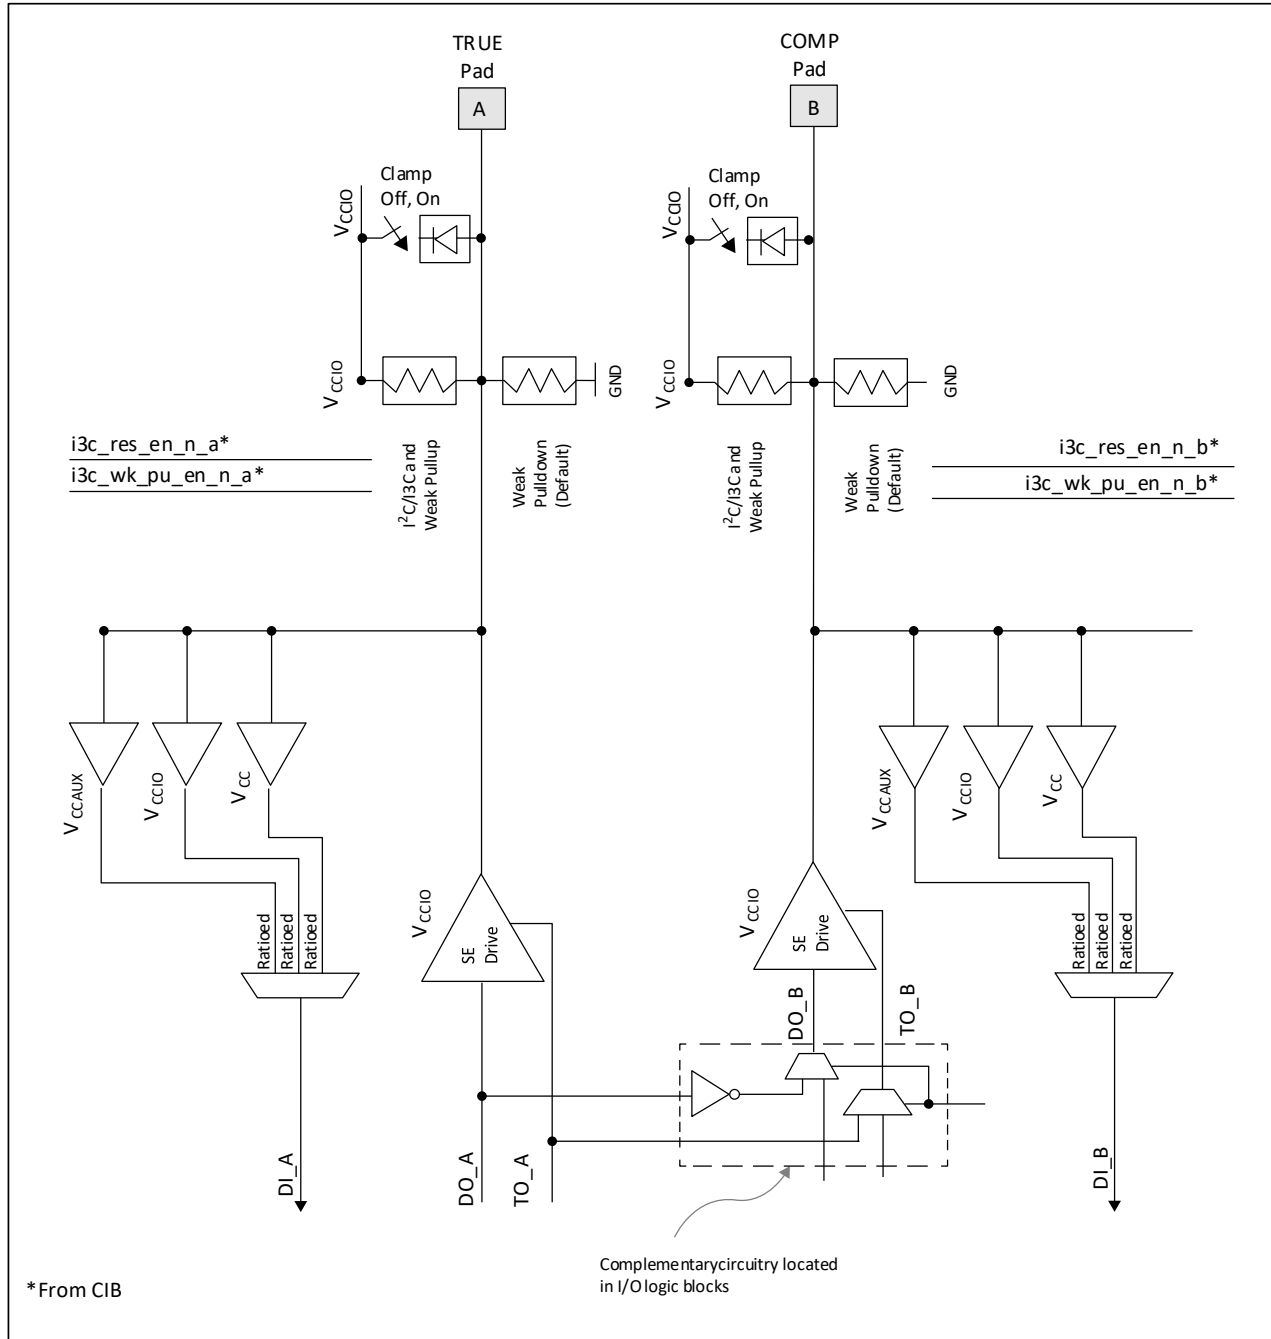 TRUE
Pad
A
COMP
Pad
B
Clamp
Off, On
VCCIO
Clamp
Off, On
VCCIO
VCCIO
GND
VCCIO
GND
i3c_res_en_n_a*
i3c_wk_pu_en_n_a*
I²C/I3C and
Weak Pullup
Weak
Pulldown
(Default)
I²C/I3C and
Weak Pullup
Weak
Pulldown
(Default)
i3c_res_en_n_b*
i3c_wk_pu_en_n_b*
VCCAUX
VCCIO
VCC
VCCAUX
VCCIO
VCC
Ratioed
Ratioed
Ratioed
VCCIO
SE
Drive
VCCIO
SE
Drive
Ratioed
Ratioed
Ratioed
DO_B
TO_B
DI_A
DO_A
TO_A
DI_B
Complementarycircuitry located
in I/O logic blocks
*From CIB